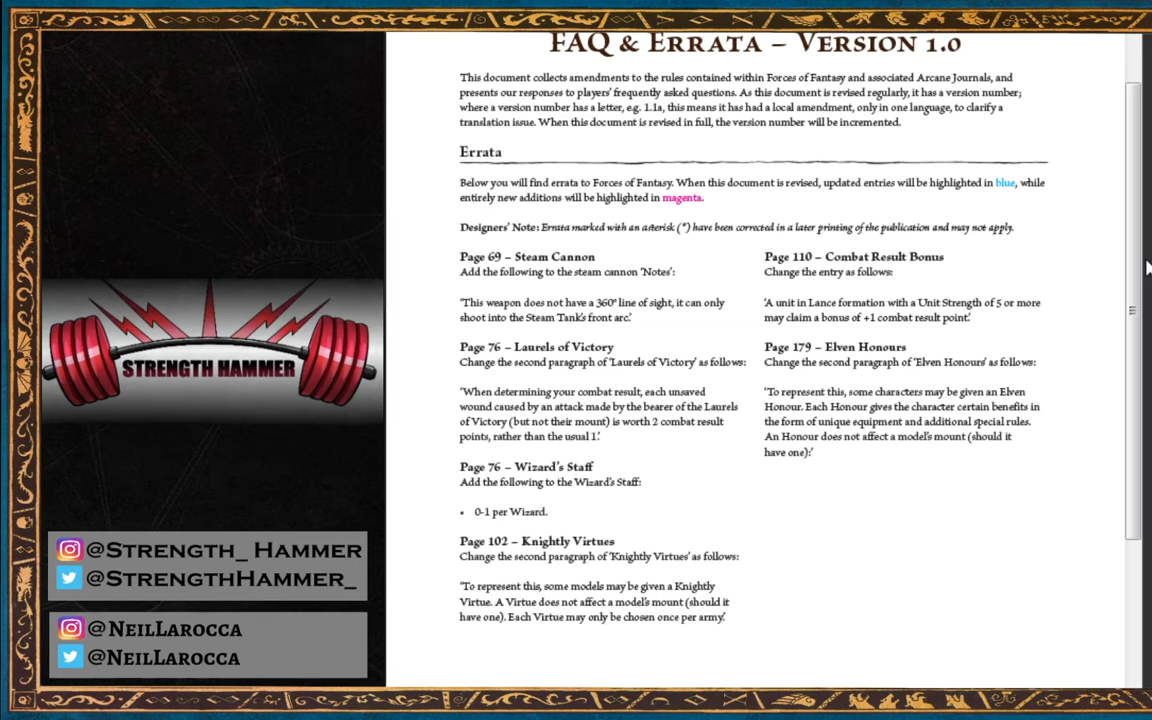 FAQ & Errata – Version 1.0
This document collects amendments to the rules contained within Forces of Fantasy and associated Arcane Journals, and
presents our responses to players' frequently asked questions. As this document is revised regularly, it has a version number;
where a version number has a letter, e.g. 1.1a, this means it has had a local amendment, only in one language, to clarify a
translation issue. When this document is revised in full, the version number will be incremented.
Errata
Below you will find errata to Forces of Fantasy. When this document is revised, updated entries will be highlighted in blue, while
entirely new additions will be highlighted in magenta.
Designers' Note: Errata marked with an asterisk (*) have been corrected in a later printing of the publication and may not apply.
Page 69 – Steam Cannon
Add the following to the steam cannon 'Notes':
'This weapon does not have a 360° line of sight, it can only
shoot into the Steam Tank's front arc.'
Page 76 – Laurels of Victory
Change the second paragraph of 'Laurels of Victory' as follows:
'When determining your combat result, each unsaved
wound caused by an attack made by the bearer of the Laurels
of Victory (but not their mount) is worth 2 combat result
points, rather than the usual 1.'
Page 76 – Wizard's Staff
Add the following to the Wizard's Staff:
• 0-1 per Wizard.
Page 102 – Knightly Virtues
Change the second paragraph of 'Knightly Virtues' as follows:
'To represent this, some models may be given a Knightly
Virtue. A Virtue does not affect a model's mount (should it
have one). Each Virtue may only be chosen once per army.'
Page 110 – Combat Result Bonus
Change the entry as follows:
'A unit in Lance formation with a Unit Strength of 5 or more
may claim a bonus of +1 combat result point.'
Page 179 – Elven Honours
Change the second paragraph of 'Elven Honours' as follows:
'To represent this, some characters may be given an Elven
Honour. Each Honour gives the character certain benefits in
the form of unique equipment and additional special rules.
An Honour does not affect a model's mount (should it
have one):'
STRENGTH HAMMER
@Strength_Hammer
@StrengthHammer_
@NeilLarocca
@NeilLarocca